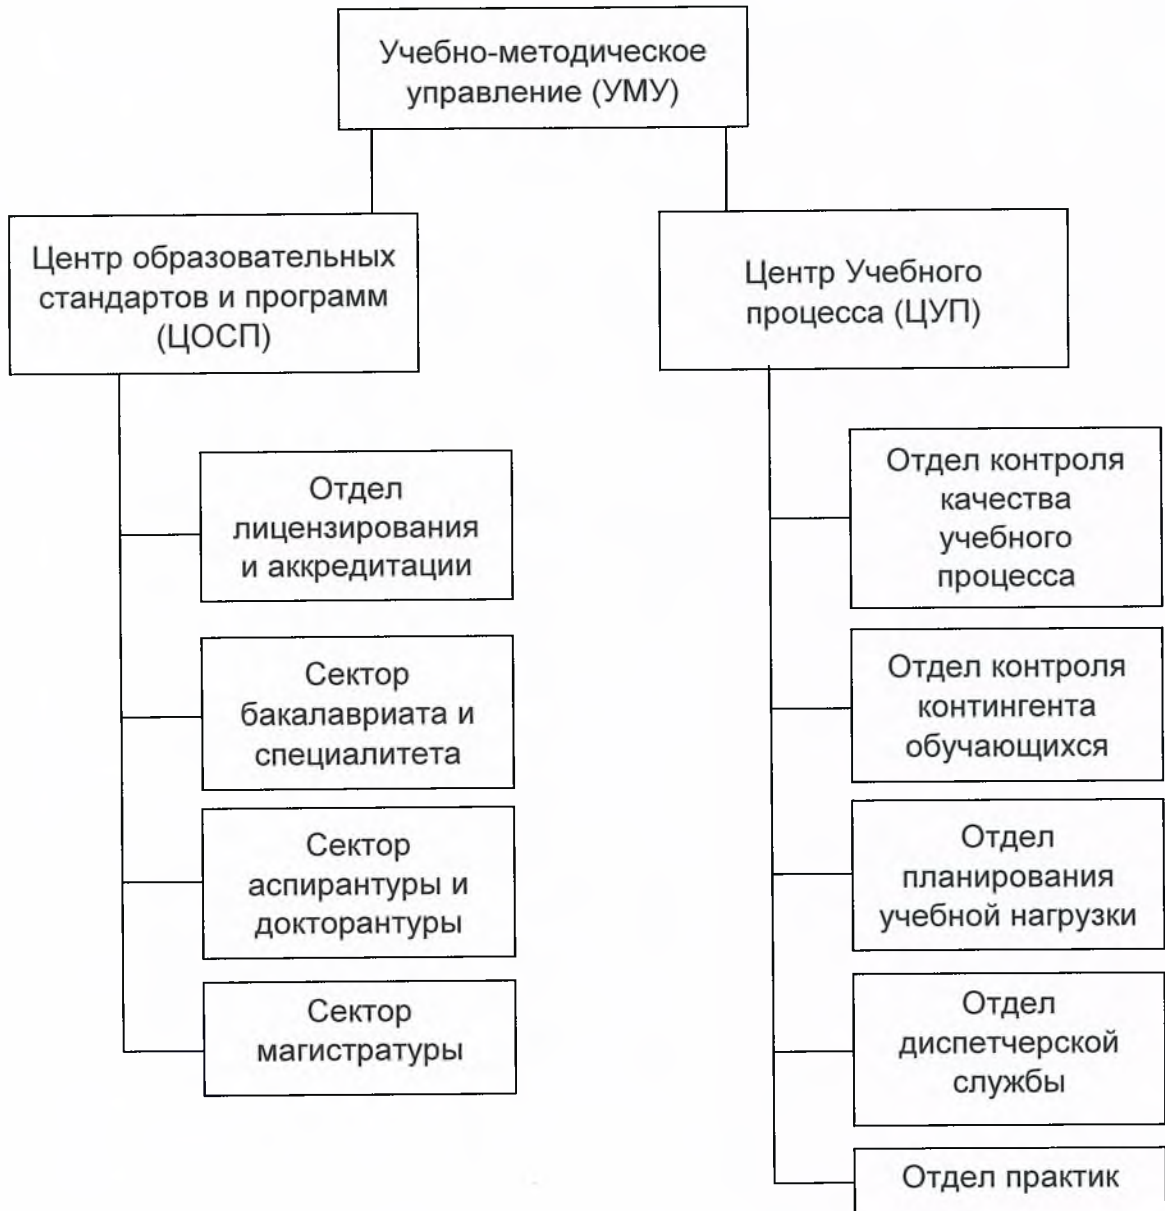 Учебно-методическое
управление (УМУ)
Центр образовательных
стандартов и программ
(ЦОСП)
Отдел
лицензирования
и аккредитации
Сектор
бакалавриата и
специалитета
Сектор
аспирантуры и
докторантуры
Сектор
магистратуры
Центр Учебного
процесса (ЦУП)
Отдел контроля
качества
учебного
процесса
Отдел контроля
контингента
обучающихся
Отдел
планирования
учебной нагрузки
Отдел
диспетчерской
службы
Отдел практик